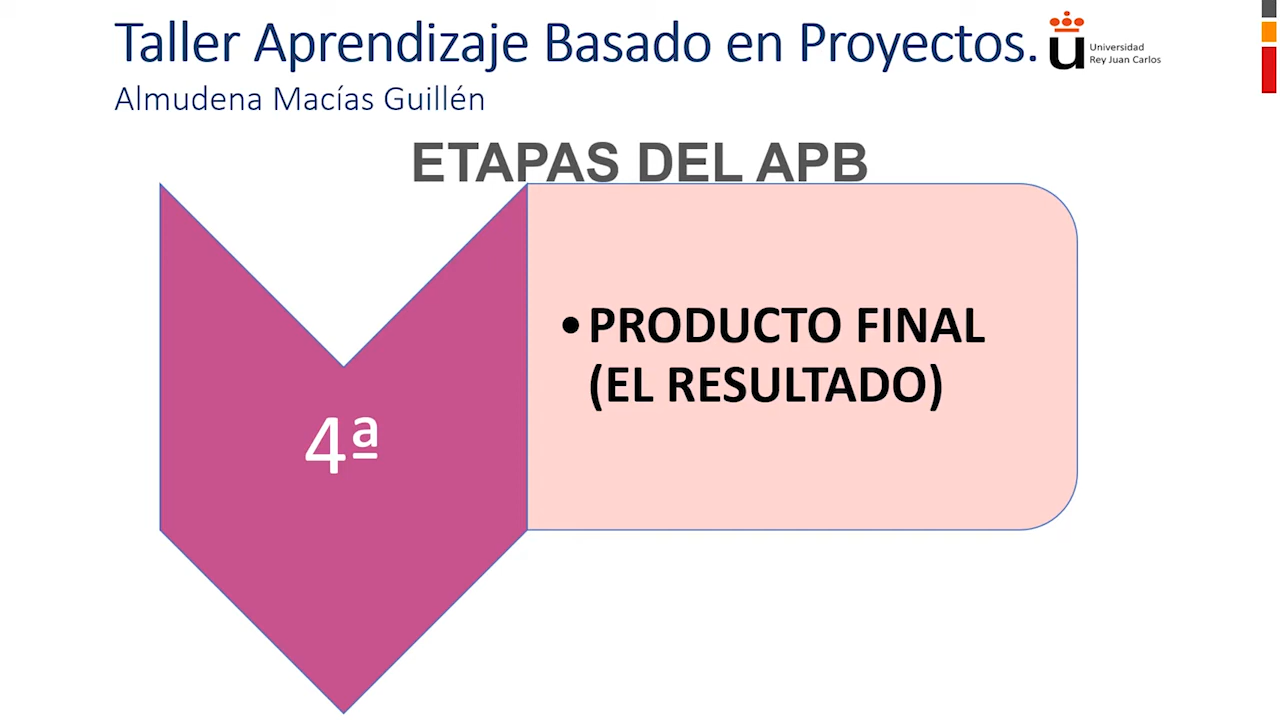 Taller Aprendizaje Basado en Proyectos.
Universidad
Rey Juan Carlos
Almudena Macías Guillén
ETAPAS DEL APB
4ª
•PRODUCTO FINAL
(EL RESULTADO)